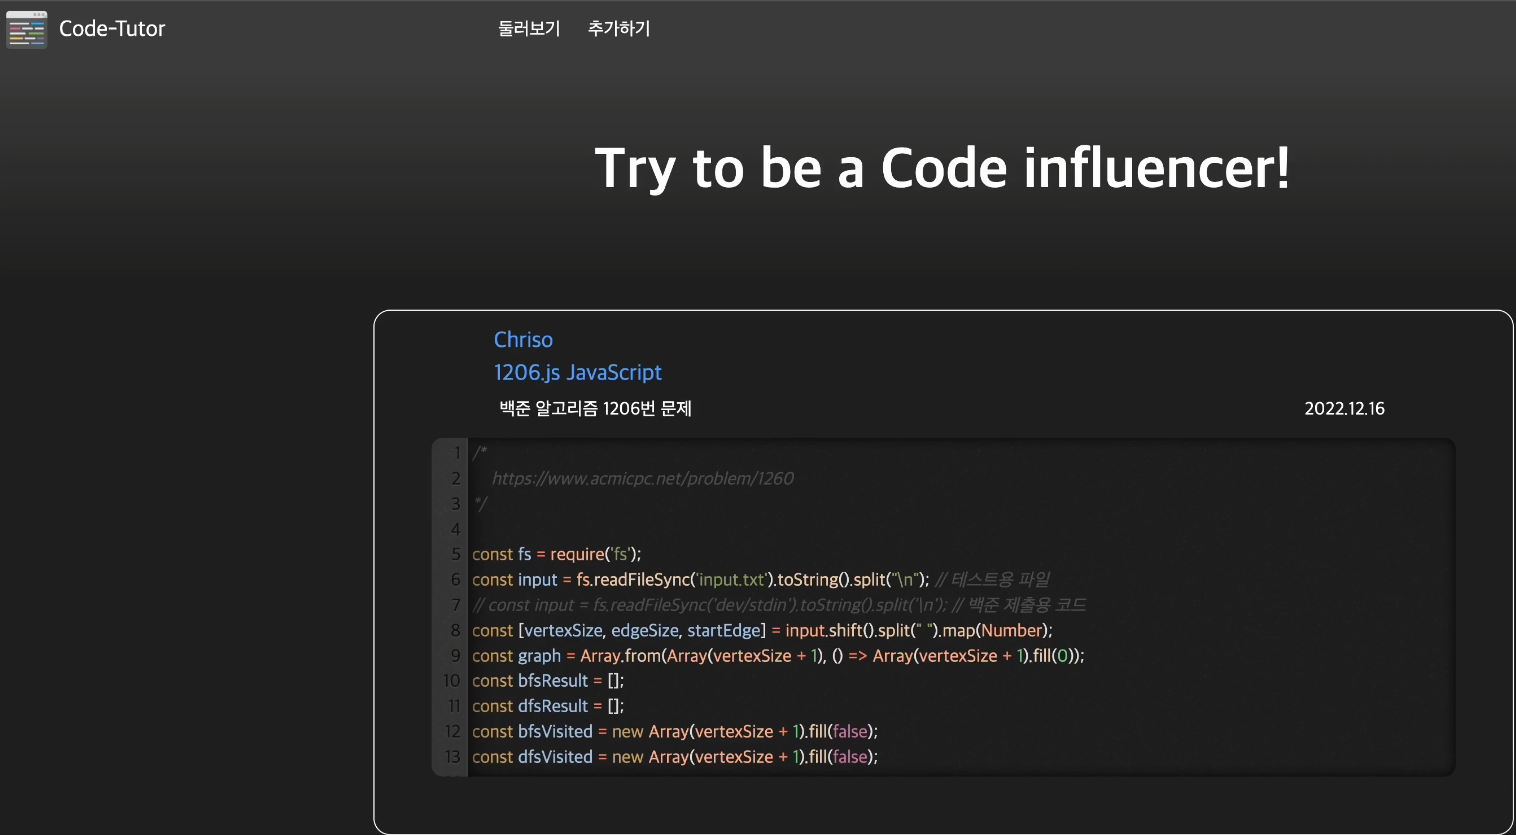 Code-Tutor
둘러보기 추가하기
Try to be a Code influencer!
Chriso
1206.js JavaScript
백준 알고리즘 1206번 문제 2022.12.16
1 /*
2 https://www.acmicpc.net/problem/1260
3 */
4
5 const fs = require('fs');
6 const input = fs.readFileSync('input.txt').toString().split("\n"); // 테스트용 파일
7 // const input = fs.readFileSync('dev/stdin').toString().split('\n'); // 백준 제출용 코드
8 const [vertexSize, edgeSize, startEdge] = input.shift().split(" ").map(Number);
9 const graph = Array.from(Array(vertexSize + 1), () => Array(vertexSize + 1).fill(0));
10 const bfsResult = [];
11 const dfsResult = [];
12 const bfsVisited = new Array(vertexSize + 1).fill(false);
13 const dfsVisited = new Array(vertexSize + 1).fill(false);